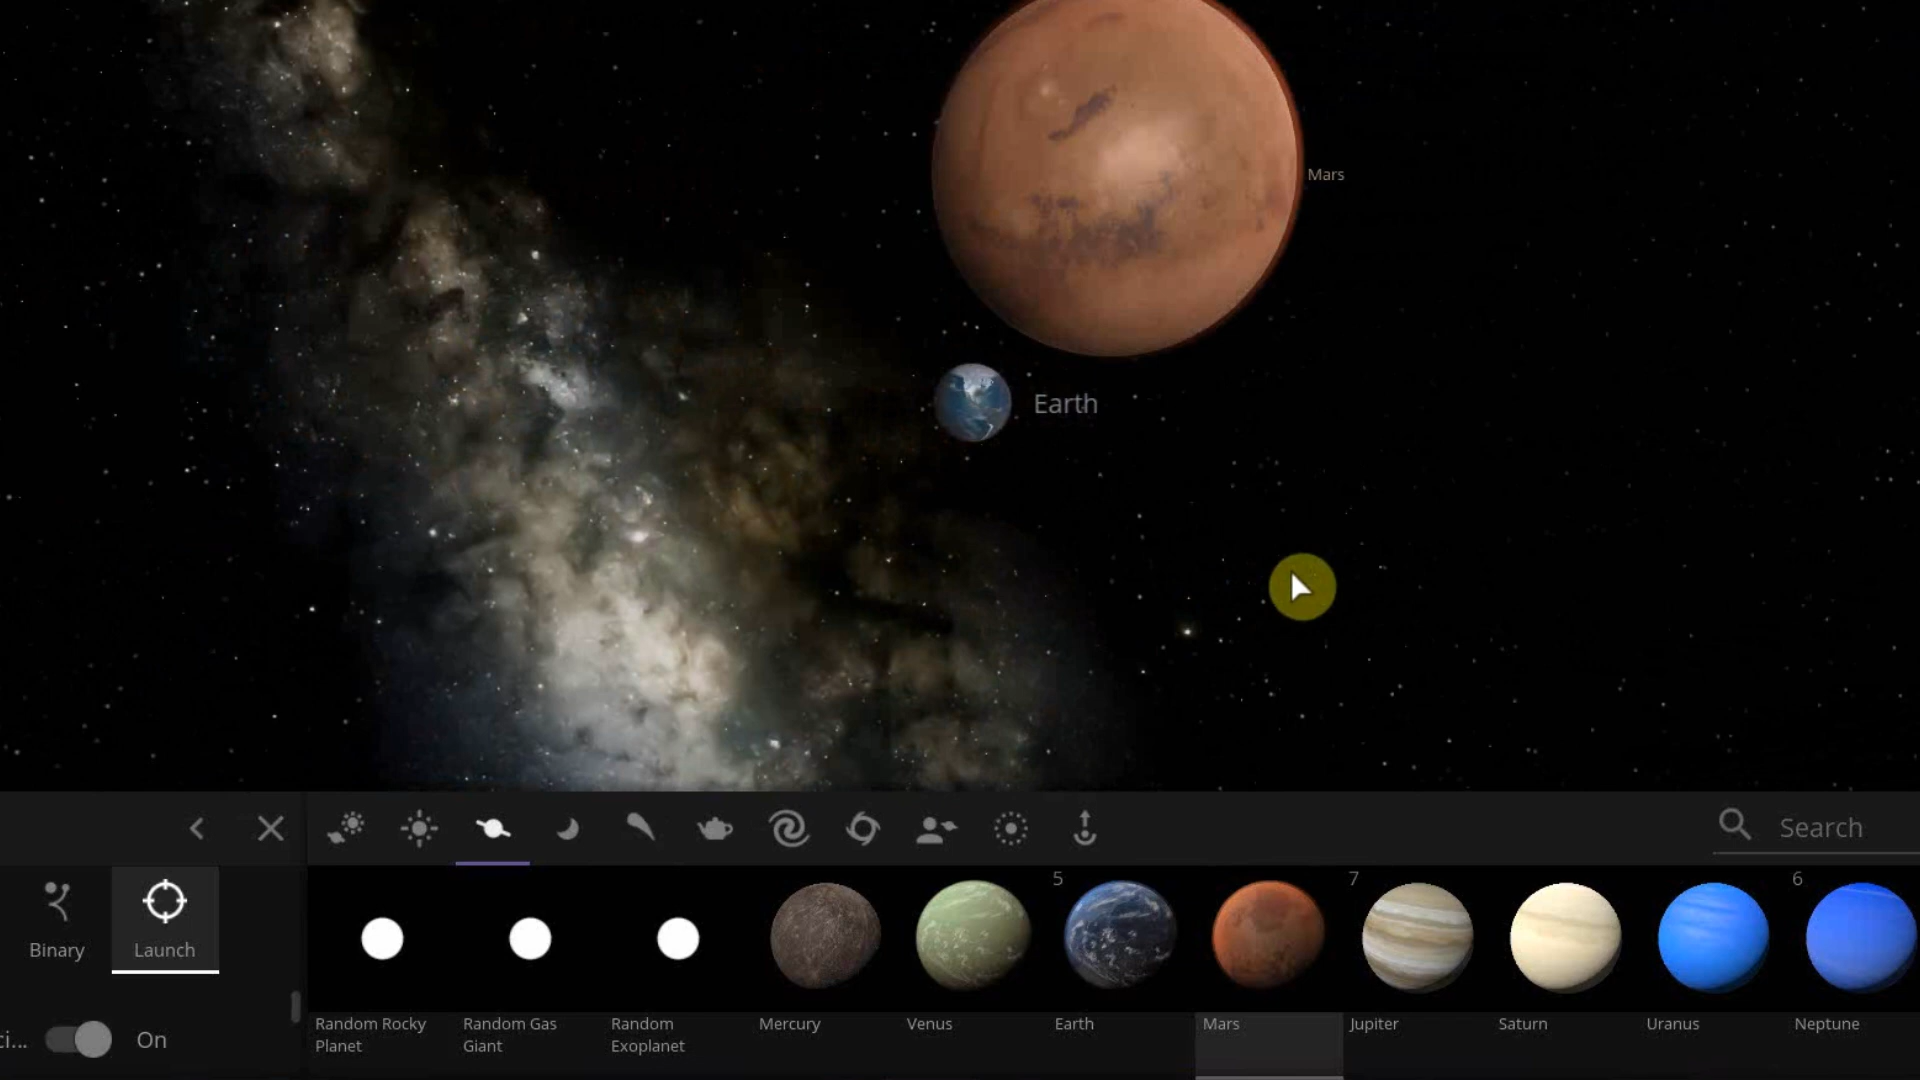 Mars
Earth
Search
Binary
Launch
ci...
On
5
7
6
Random Rocky
Planet
Random Gas
Giant
Random
Exoplanet
Mercury
Venus
Earth
Mars
Jupiter
Saturn
Uranus
Neptune